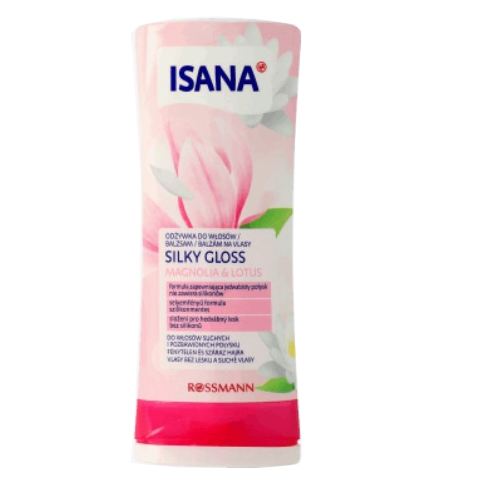 ISANA
ODŻYWKA DO WŁOSÓW /
BALZSAM / BALZÁM NA VLASY
SILKY GLOSS
MAGNOLIA & LOTUS
formuła zapewniająca jedwabisty połysk
nie zawiera silikonów
selyemfényű formula
szilikonmentes
složení pro hedvábný lesk
bez silikonů
DO WŁOSÓW SUCHYCH
I POZBAWIONYCH POŁYSKU
FÉNYTELEN ÉS SZÁRAZ HAJRA
VLASY BEZ LESKU A SUCHÉ VLASY
ROSSMANN